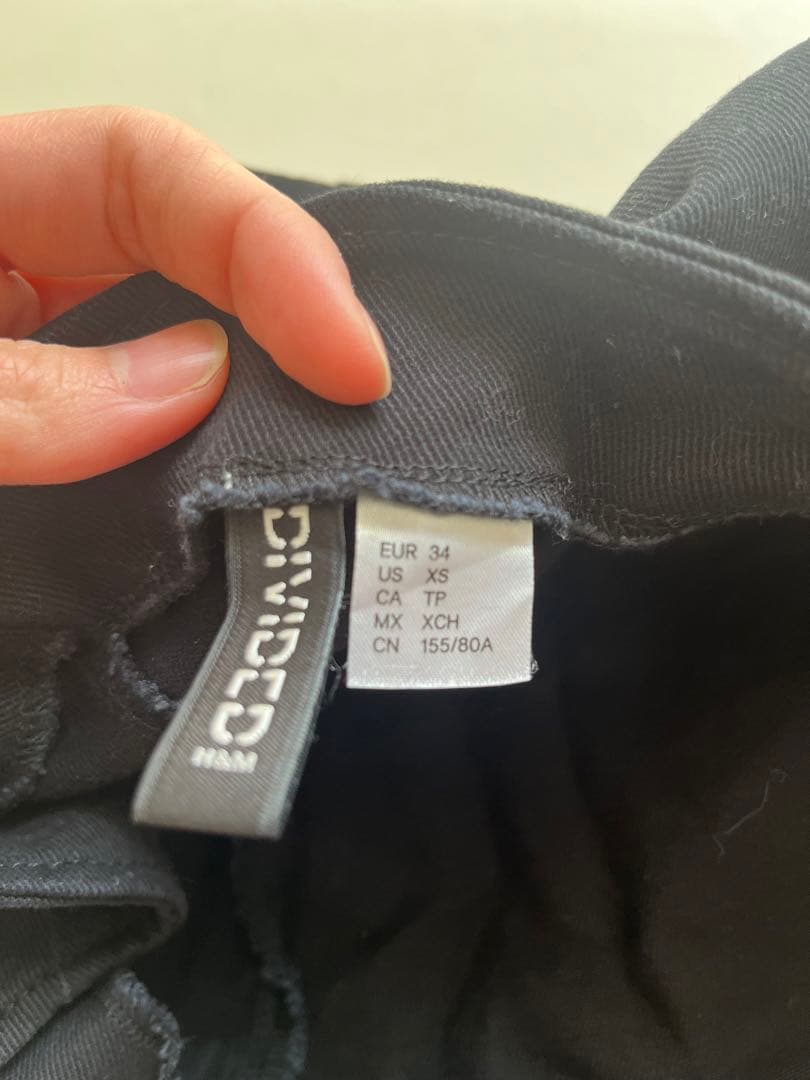 DIVIDED
H&M
EUR 34
US XS
CA TP
MX XCH
CN 155/80A